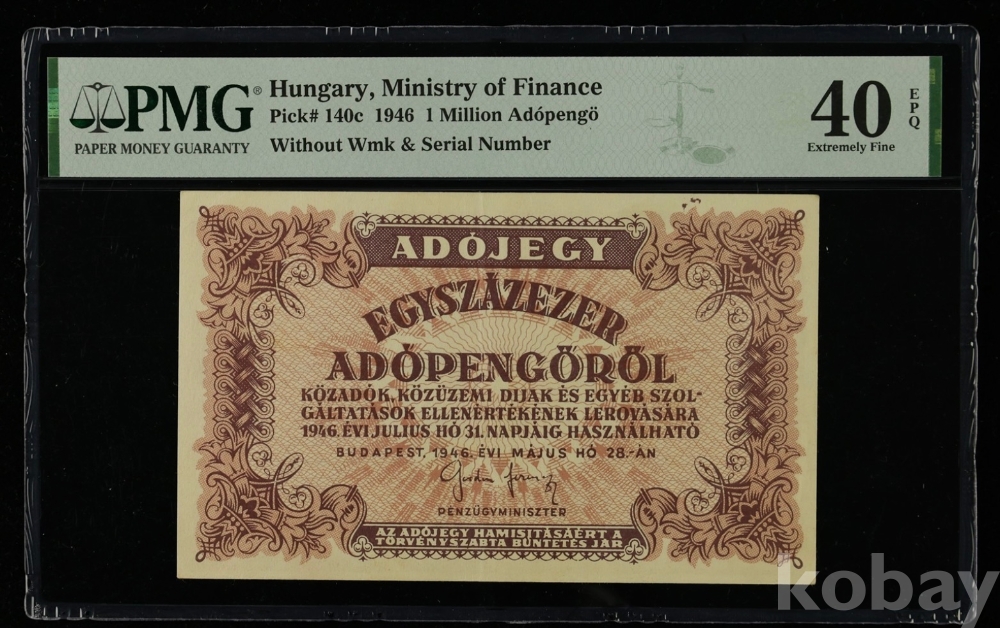 PMG®
PAPER MONEY GUARANTY
Hungary, Ministry of Finance
Pick# 140c 1946 1 Million Adópengö
Without Wmk & Serial Number
40
EPQ
Extremely Fine
ADÓJEGY
EGYSZÁZEZER
ADÓPENGŐRŐL
KÖZADÓK, KÖZÜZEMI DIJAK ÉS EGYÉB SZOL-
GÁLTATÁSOK ELLENÉRTÉKÉNEK LEROVÁSÁRA
1946. ÉVI JULIUS HÓ 31. NAPJÁIG HASZNÁLHATÓ
BUDAPEST, 1946. ÉVI MÁJUS HÓ 28.-ÁN
PÉNZÜGYMINISZTER
AZ ADÓJEGY HAMISITÁSÁÉRT A
TÖRVÉNYSZABTA BÜNTETÉS JÁR
kobay